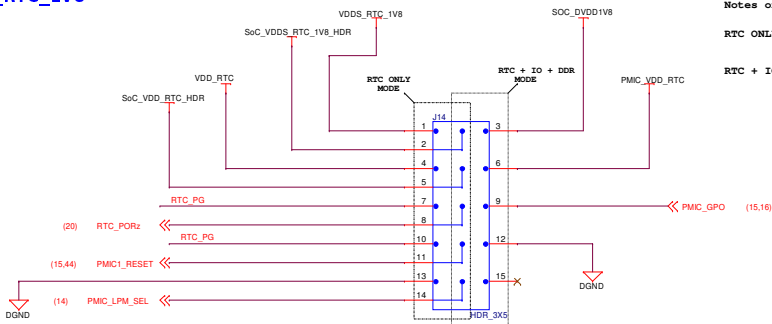 Notes o
VDDS_RTC_1V8
SOC_DVDD1V8
SoC_VDDS_RTC_1V8_HDR
RTC ONL
RTC ONLY
MODE
RTC + IO + DDR
MODE
RTC + I
VDD_RTC
PMIC_VDD_RTC
SoC_VDD_RTC_HDR
J14
1
3
2
4
6
5
RTC_PG
7
9
PMIC_GPO (15,16)
(20) RTC_PORz
8
RTC_PG
10
12
(15,44) PMIC1_RESET
11
13
15
DGND
(14) PMIC_LPM_SEL
14
DGND
HDR_3X5